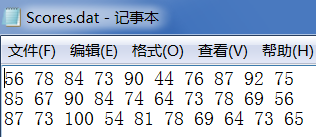 Scores.dat - 记事本
文件(F) 编辑(E) 格式(O) 查看(V) 帮助(H)
56 78 84 73 90 44 76 87 92 75
85 67 90 84 74 64 73 78 69 56
87 73 100 54 81 78 69 64 73 65